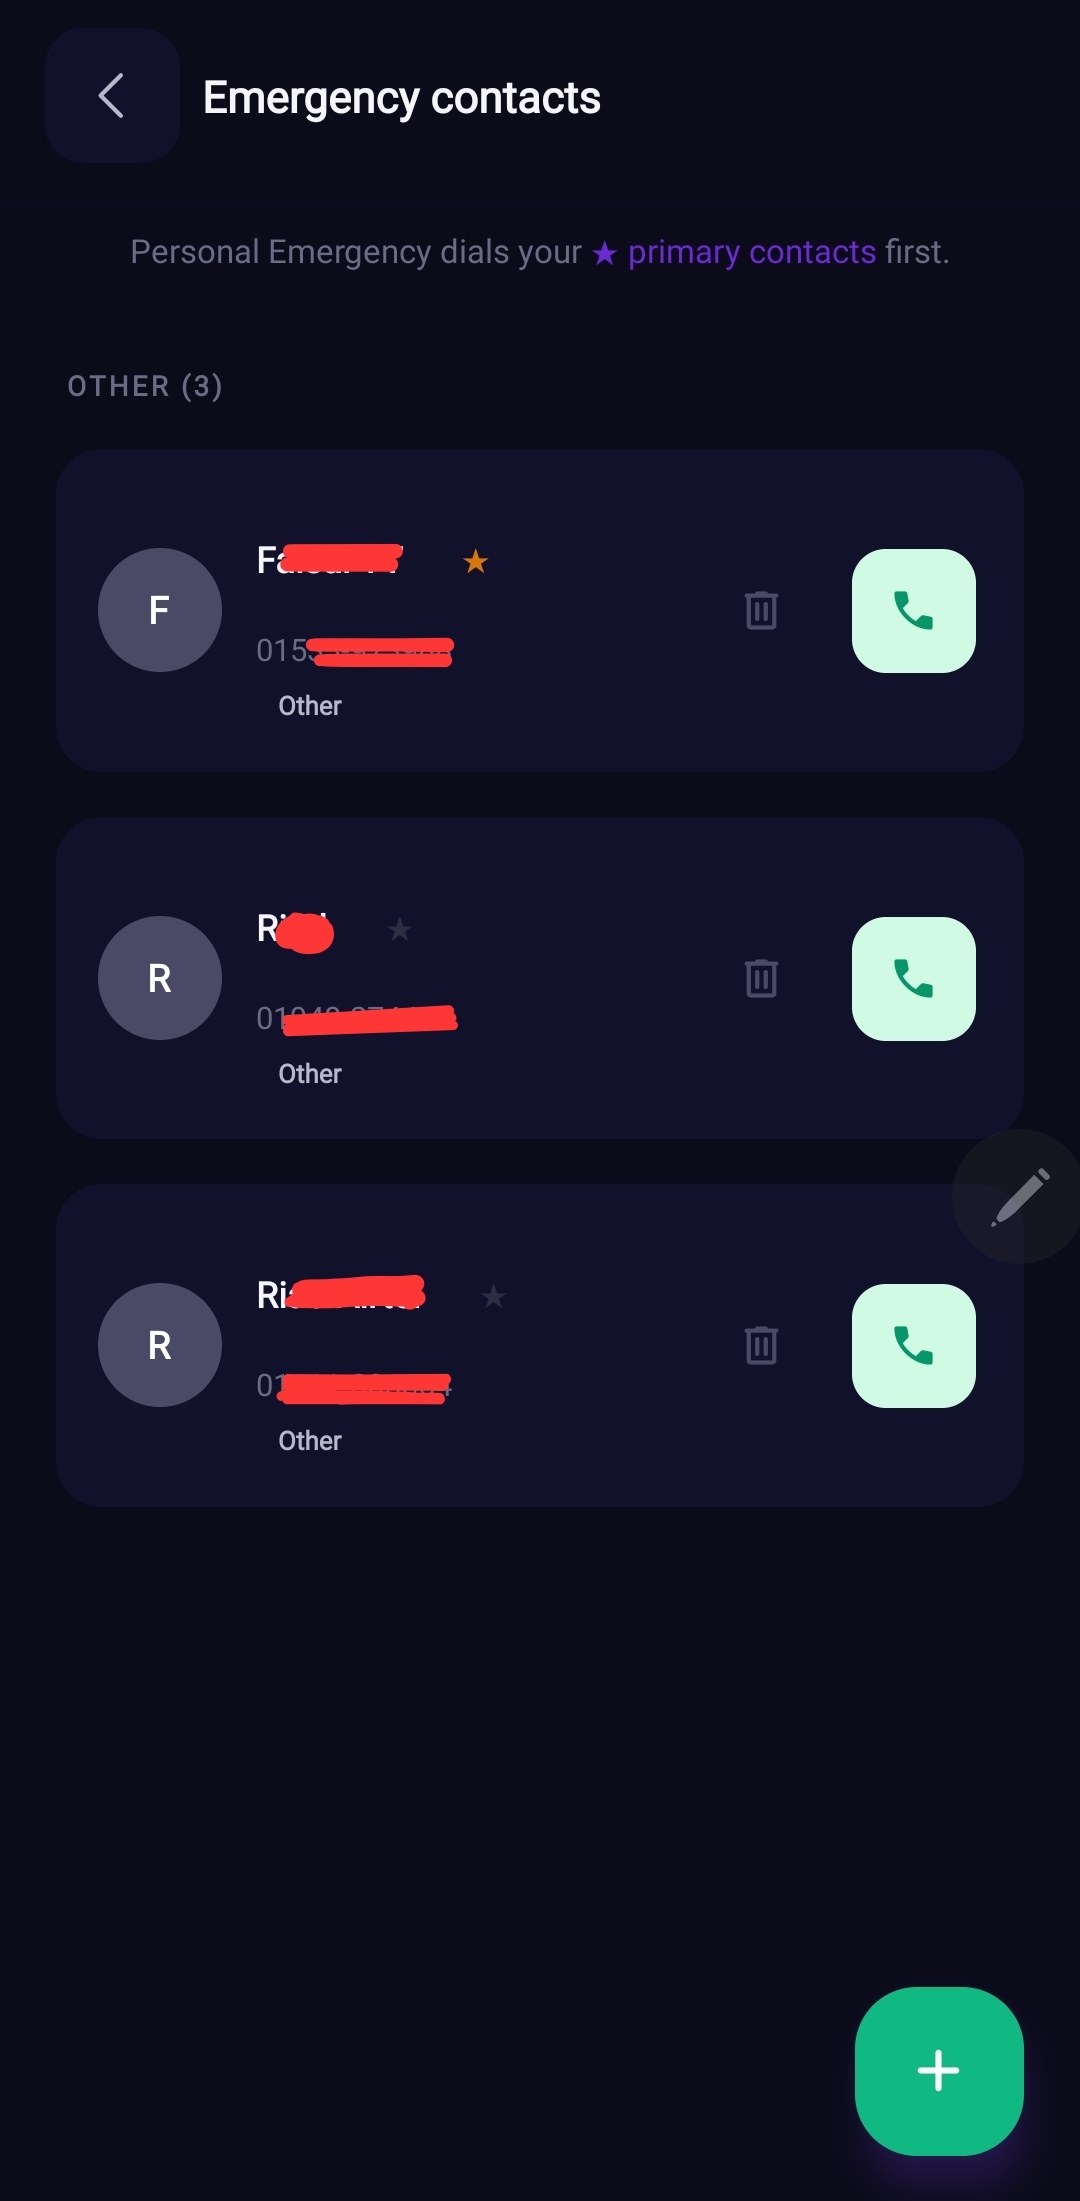 Emergency contacts
Personal Emergency dials your ★ primary contacts first.
OTHER (3)
F
Other
R
Other
R
Other